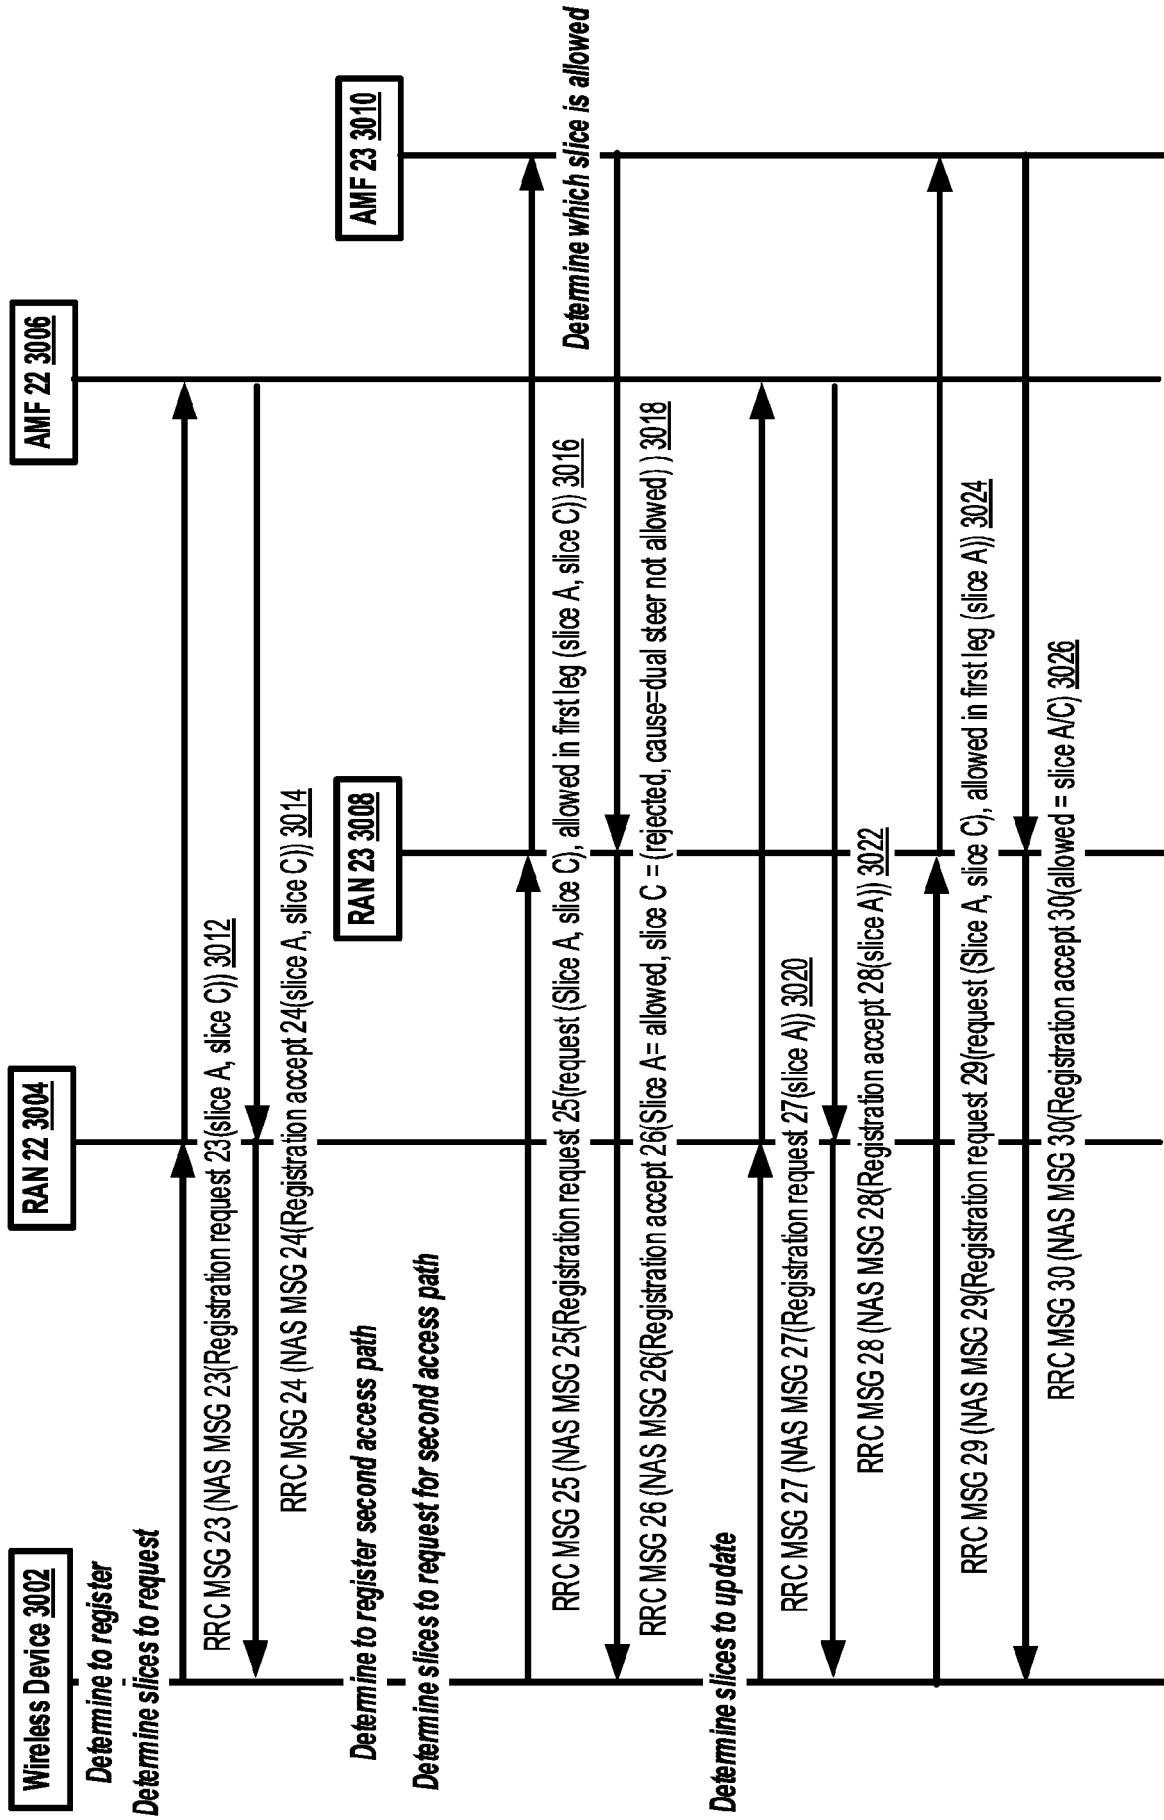 Wireless Device 3002
RAN 22 3004
AMF 22 3006
RAN 23 3008
AMF 23 3010
Determine to register
Determine slices to request
RRC MSG 23 (NAS MSG 23(Registration request 23(slice A, slice C)) 3012
RRC MSG 24 (NAS MSG 24(Registration accept 24(slice A, slice C)) 3014
Determine to register second access path
Determine slices to request for second access path
RRC MSG 25 (NAS MSG 25(Registration request 25(request (Slice A, slice C), allowed in first leg (slice A, slice C)) 3016
Determine which slice is allowed
RRC MSG 26 (NAS MSG 26(Registration accept 26(Slice A= allowed, slice C = (rejected, cause=dual steer not allowed) ) 3018
Determine slices to update
RRC MSG 27 (NAS MSG 27(Registration request 27(slice A)) 3020
RRC MSG 28 (NAS MSG 28(Registration accept 28(slice A)) 3022
RRC MSG 29 (NAS MSG 29(Registration request 29(request (Slice A, slice C), allowed in first leg (slice A)) 3024
RRC MSG 30 (NAS MSG 30(Registration accept 30(allowed = slice A/C) 3026